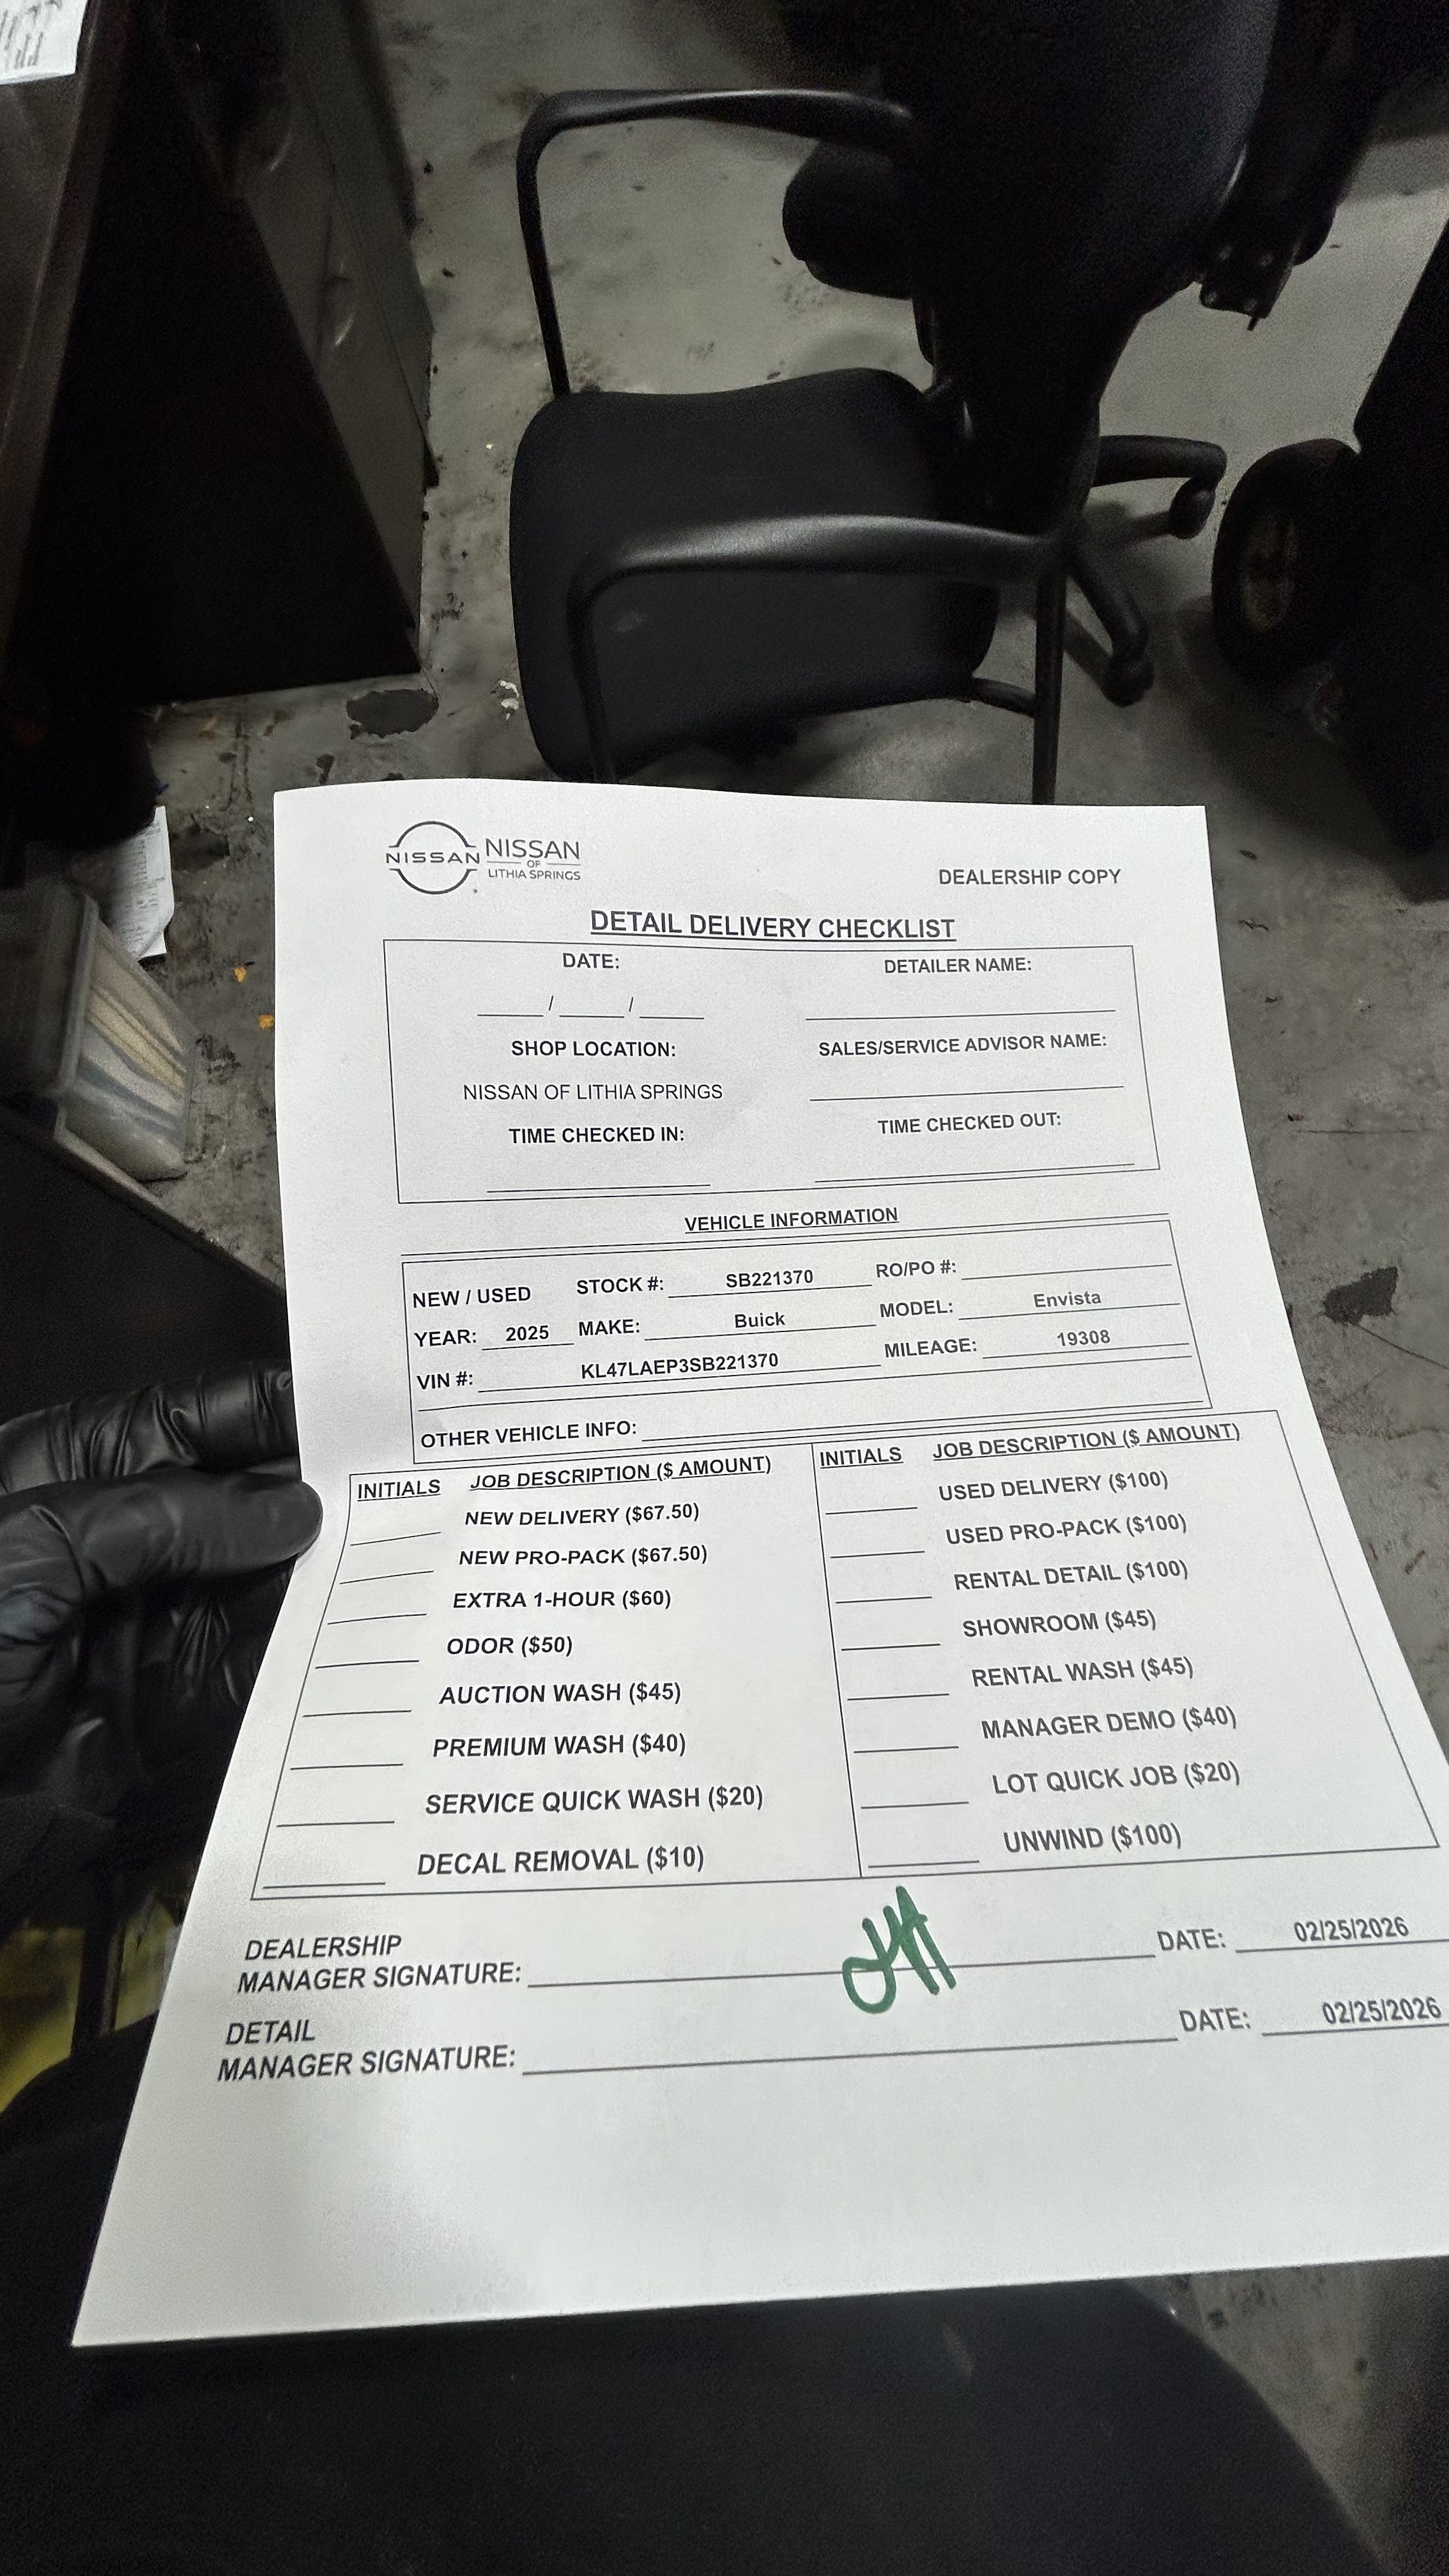 NISSAN NISSAN
OF
LITHIA SPRINGS
DEALERSHIP COPY
DETAIL DELIVERY CHECKLIST
DATE: DETAILER NAME:
/ /
SHOP LOCATION: SALES/SERVICE ADVISOR NAME:
NISSAN OF LITHIA SPRINGS
TIME CHECKED IN: TIME CHECKED OUT:
VEHICLE INFORMATION
NEW / USED STOCK #: SB221370 RO/PO #:
YEAR: 2025 MAKE: Buick MODEL: Envista
VIN #: KL47LAEP3SB221370 MILEAGE: 19308
OTHER VEHICLE INFO:
INITIALS JOB DESCRIPTION ($ AMOUNT) INITIALS JOB DESCRIPTION ($ AMOUNT)
NEW DELIVERY ($67.50) USED DELIVERY ($100)
NEW PRO-PACK ($67.50) USED PRO-PACK ($100)
EXTRA 1-HOUR ($60) RENTAL DETAIL ($100)
ODOR ($50) SHOWROOM ($45)
AUCTION WASH ($45) RENTAL WASH ($45)
PREMIUM WASH ($40) MANAGER DEMO ($40)
SERVICE QUICK WASH ($20) LOT QUICK JOB ($20)
DECAL REMOVAL ($10) UNWIND ($100)
DEALERSHIP
MANAGER SIGNATURE: DATE: 02/25/2026
DETAIL
MANAGER SIGNATURE: DATE: 02/25/2026